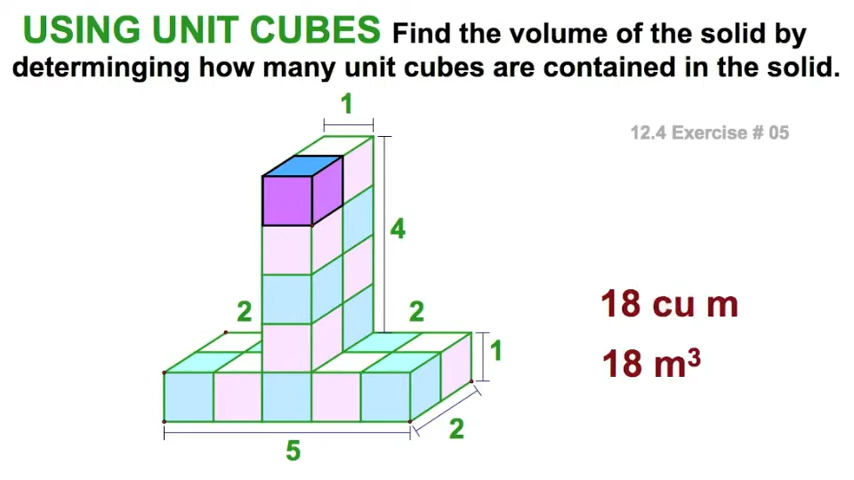 USING UNIT CUBES Find the volume of the solid by
determinging how many unit cubes are contained in the solid.
1
12.4 Exercise # 05
4
18 cu m
2
2
1
18 m³
2
5